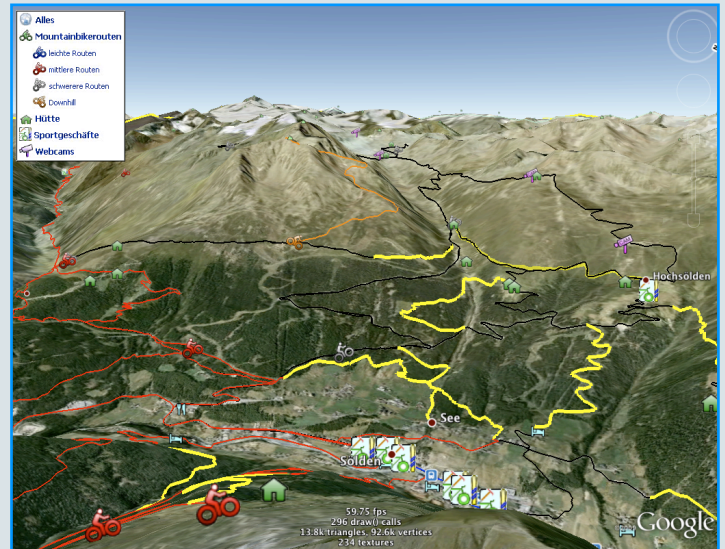 Alles
Mountainbikerouten
leichte Routen
mittlere Routen
schwerere Routen
Downhill
Hütte
Sportgeschäfte
Webcams
Hochsölden
See
Sölden
59.75 fps
296 draw() calls
13.8k triangles, 92.6k vertices
234 textures
Google